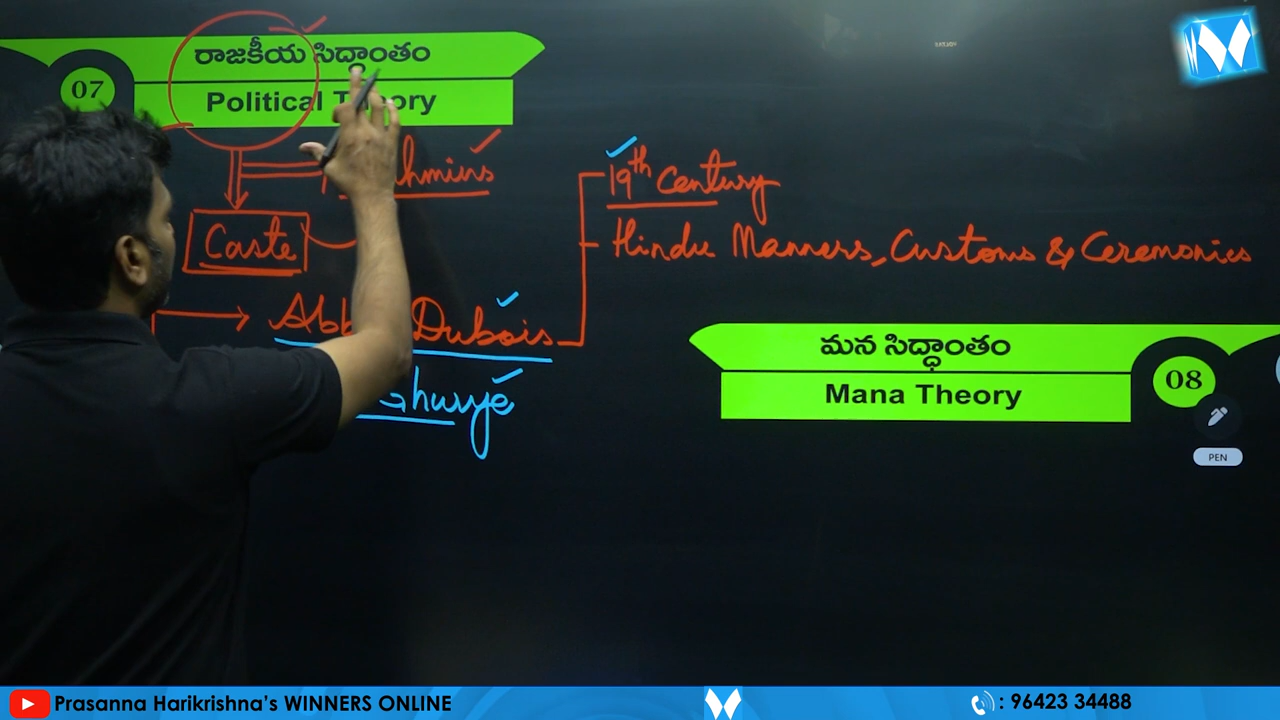 రాజకీయ సిద్ధాంతం
07
Political Theory
19th Century
Caste
Hindu Manners, Customs & Ceremonies
Dubois
మన సిద్ధాంతం
08
Mana Theory
Ghurye
PEN
Prasanna Harikrishna's WINNERS ONLINE
: 96423 34488